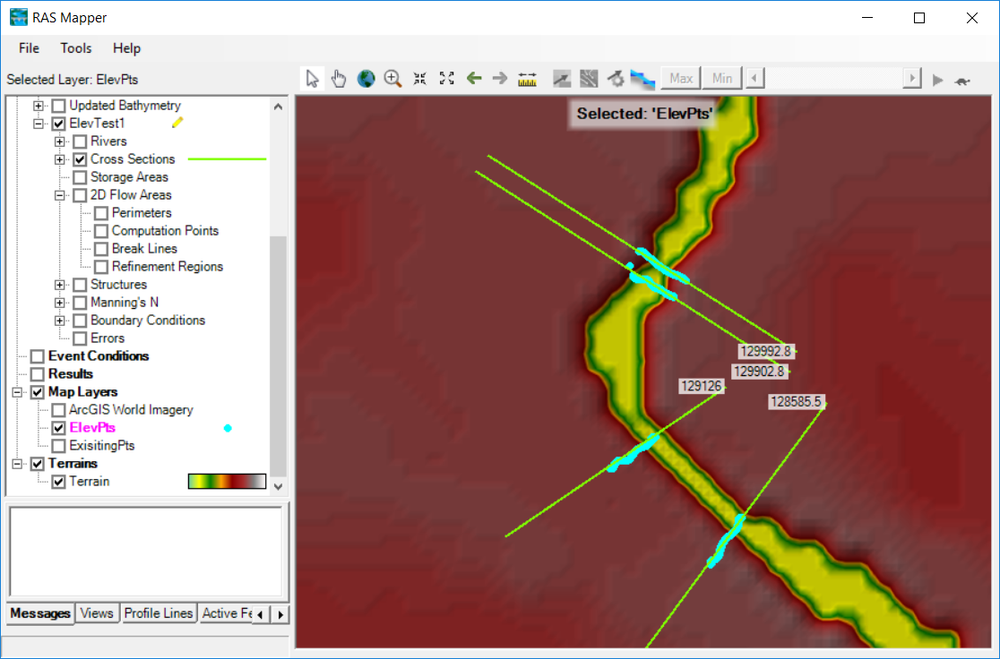 RAS Mapper
File Tools Help
Selected Layer: ElevPts
Max Min
Updated Bathymetry
ElevTest1
Rivers
Cross Sections
Storage Areas
2D Flow Areas
Perimeters
Computation Points
Break Lines
Refinement Regions
Structures
Manning's N
Boundary Conditions
Errors
Event Conditions
Results
Map Layers
ArcGIS World Imagery
ElevPts
ExisitingPts
Terrains
Terrain
Messages Views Profile Lines Active Fe
Selected: 'ElevPts'
129992.8
129902.8
129126
128585.5